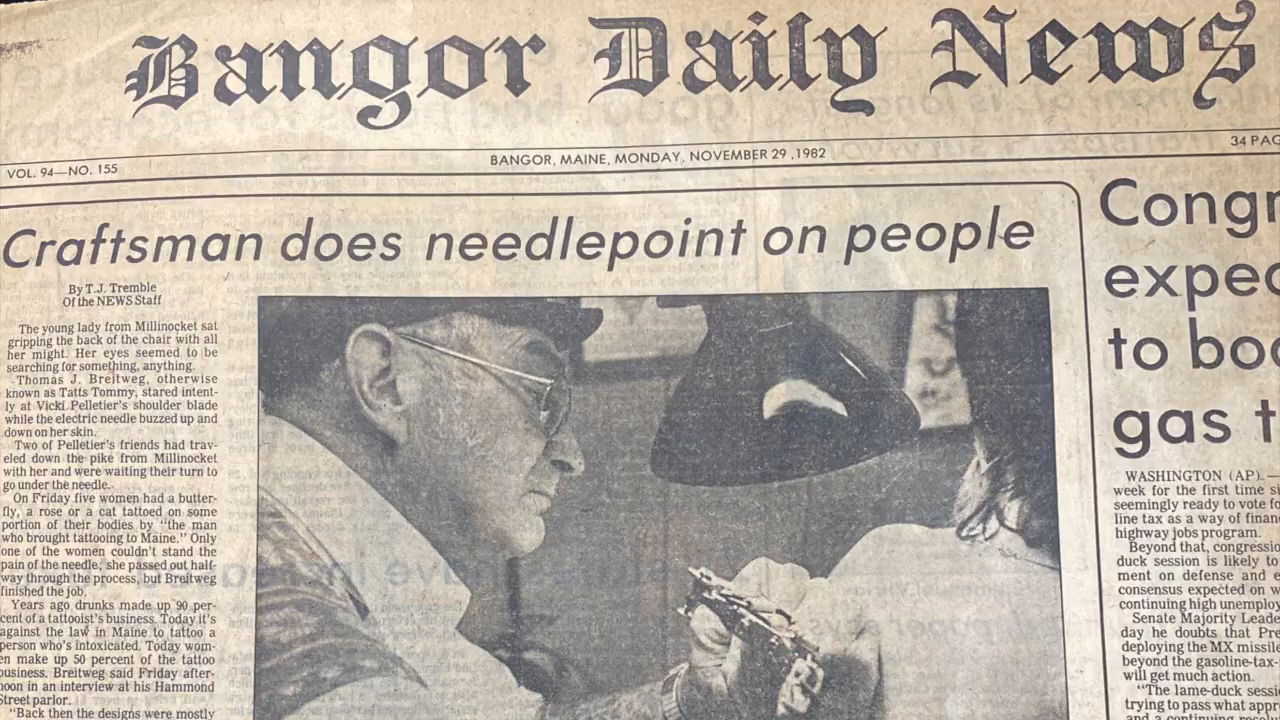 Bangor Daily News
VOL. 94—NO. 155
BANGOR, MAINE, MONDAY, NOVEMBER 29 ,1982
34 PAG
Craftsman does needlepoint on people
By T.J. Tremble
Of the NEWS Staff
The young lady from Millinocket sat
gripping the back of the chair with all
her might. Her eyes seemed to be
searching for something, anything.
Thomas J. Breitweg, otherwise
known as Tatts Tommy, stared intent-
ly at Vicki Pelletier's shoulder blade
while the electric needle buzzed up and
down on her skin.
Two of Pelletier's friends had trav-
eled down the pike from Millinocket
with her and were waiting their turn to
go under the needle.
On Friday five women had a butter-
fly, a rose or a cat tattoed on some
portion of their bodies by "the man
who brought tattooing to Maine." Only
one of the women couldn't stand the
pain of the needle; she passed out half-
way through the process, but Breitweg
finished the job.
Years ago drunks made up 90 per-
cent of a tattooist's business. Today it's
against the law in Maine to tattoo a
person who's intoxicated. Today wom-
en make up 50 percent of the tattoo
business. Breitweg said Friday after-
noon in an interview at his Hammond
Street parlor.
"Back then the designs were mostly
Congr
expec
to boo
gas t
WASHINGTON (AP) —
week for the first time si
seemingly ready to vote fo
line tax as a way of finan
highway jobs program.
Beyond that, congressio
duck session is likely to
ment on defense and e
consensus expected on w
continuing high unemploy
Senate Majority Leade
day he doubts that Pre
deploying the MX missile
beyond the gasoline-tax-
will get much action.
"The lame-duck sessi
trying to pass what appr
and a continuing reso